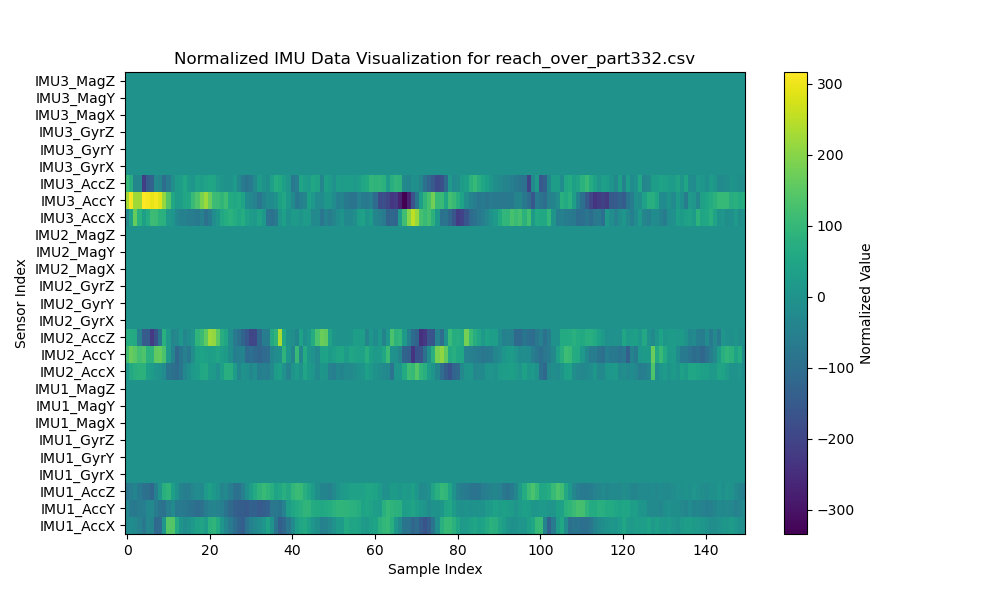 Normalized IMU Data Visualization for reach_over_part332.csv
Sensor Index
IMU3_MagZ
IMU3_MagY
IMU3_MagX
IMU3_GyrZ
IMU3_GyrY
IMU3_GyrX
IMU3_AccZ
IMU3_AccY
IMU3_AccX
IMU2_MagZ
IMU2_MagY
IMU2_MagX
IMU2_GyrZ
IMU2_GyrY
IMU2_GyrX
IMU2_AccZ
IMU2_AccY
IMU2_AccX
IMU1_MagZ
IMU1_MagY
IMU1_MagX
IMU1_GyrZ
IMU1_GyrY
IMU1_GyrX
IMU1_AccZ
IMU1_AccY
IMU1_AccX
0 20 40 60 80 100 120 140
Sample Index
300
200
100
0
−100
−200
−300
Normalized Value